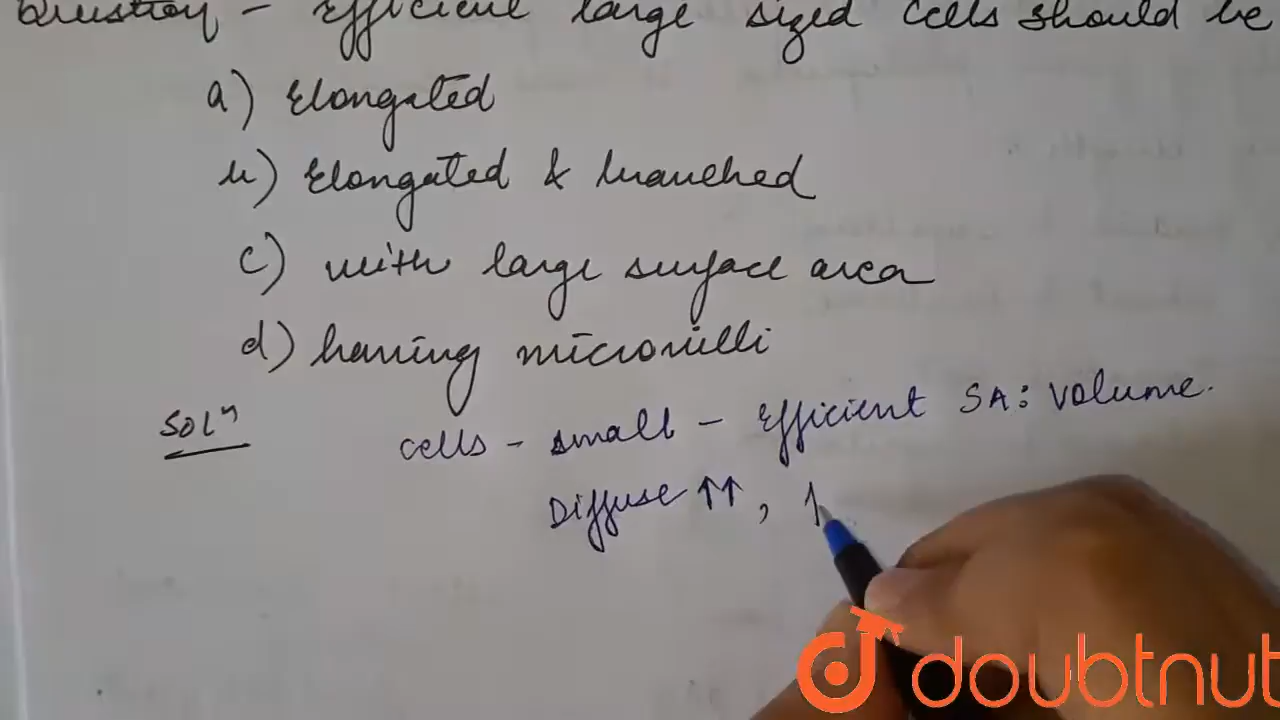 Question - Efficient large sized cells should be
a) Elongated
b) Elongated & branched
c) with large surface area
d) having microvilli
Solⁿ
cells - small - Efficient SA: volume.
Diffuse ↑↑,
doubtnut